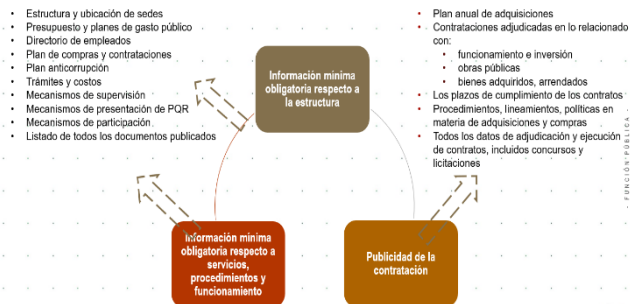 • Estructura y ubicación de sedes
• Presupuesto y planes de gasto público
• Directorio de empleados
• Plan de compras y contrataciones
• Plan anticorrupción
• Trámites y costos
• Mecanismos de supervisión
• Mecanismos de presentación de PQR
• Mecanismos de participación
• Listado de todos los documentos publicados
Información mínima
obligatoria respecto a
la estructura
• Plan anual de adquisiciones
• Contrataciones adjudicadas en lo relacionado
con:
• funcionamiento e inversión
• obras públicas
• bienes adquiridos, arrendados
• Los plazos de cumplimiento de los contratos
• Procedimientos, lineamientos, políticas en
materia de adquisiciones y compras
• Todos los datos de adjudicación y ejecución
de contratos, incluidos concursos y
licitaciones
FUNCIÓN PÚBLICA
Información mínima
obligatoria respecto a
servicios,
procedimientos y
funcionamiento
Publicidad de la
contratación